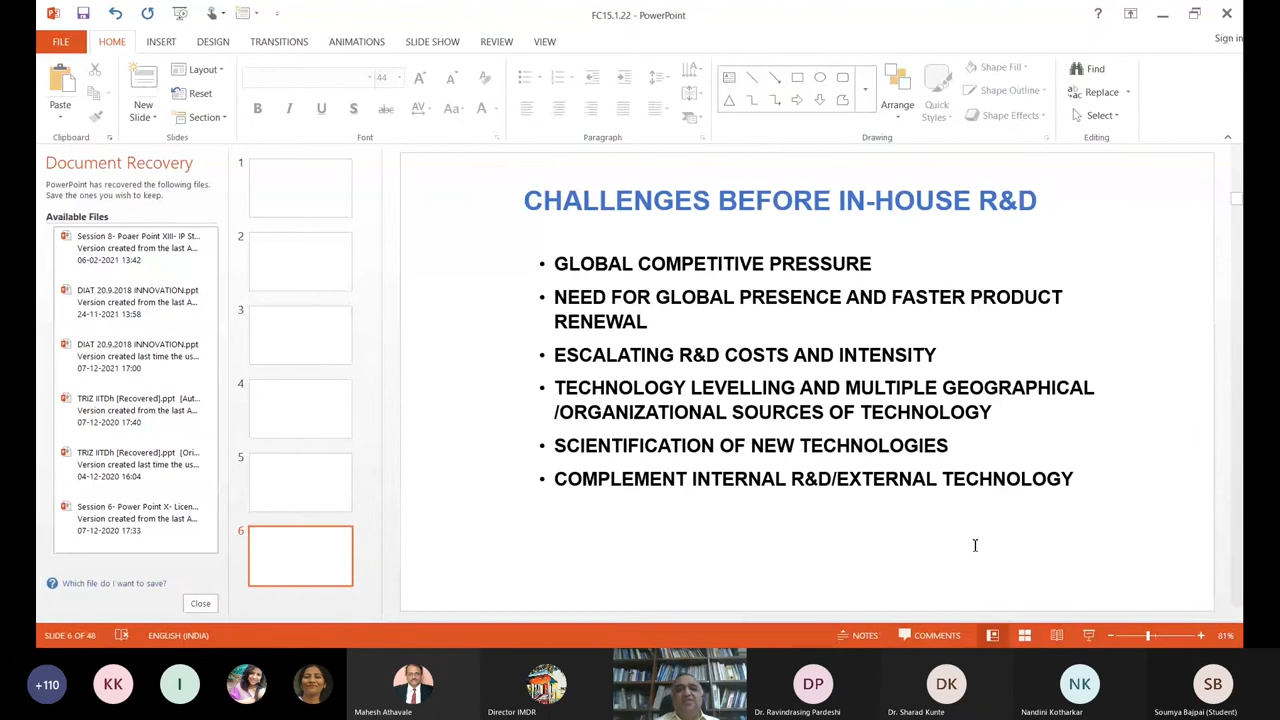 FC15.1.22 - PowerPoint
?
Sign in
FILE
HOME
INSERT
DESIGN
TRANSITIONS
ANIMATIONS
SLIDE SHOW
REVIEW
VIEW
Paste
New
Slide
Layout
Reset
Section
44
B I U S abc AV Aa A
Arrange
Quick
Styles
Shape Fill
Shape Outline
Shape Effects
Find
Replace
Select
Clipboard
Slides
Font
Paragraph
Drawing
Editing
Document Recovery
PowerPoint has recovered the following files.
Save the ones you wish to keep.
Available Files
Session 8- Poaer Point XIII- IP St...
Version created from the last A...
06-02-2021 13:42
DIAT 20.9.2018 INNOVATION.ppt
Version created from the last A...
24-11-2021 13:58
DIAT 20.9.2018 INNOVATION.ppt
Version created last time the us...
07-12-2021 17:00
TRIZ IITDh [Recovered].ppt [Aut...
Version created from the last A...
07-12-2020 17:40
TRIZ IITDh [Recovered].ppt [Ori...
Version created last time the us...
04-12-2020 16:04
Session 6- Power Point X- Licen...
Version created from the last A...
07-12-2020 17:33
Which file do I want to save?
Close
1
2
3
4
5
6
CHALLENGES BEFORE IN-HOUSE R&D
• GLOBAL COMPETITIVE PRESSURE
• NEED FOR GLOBAL PRESENCE AND FASTER PRODUCT
RENEWAL
• ESCALATING R&D COSTS AND INTENSITY
• TECHNOLOGY LEVELLING AND MULTIPLE GEOGRAPHICAL
/ORGANIZATIONAL SOURCES OF TECHNOLOGY
• SCIENTIFICATION OF NEW TECHNOLOGIES
• COMPLEMENT INTERNAL R&D/EXTERNAL TECHNOLOGY
SLIDE 6 OF 48
ENGLISH (INDIA)
NOTES
COMMENTS
81%
+110
KK
I
Mahesh Athavale
Director IMDR
DP
Dr. Ravindrasing Pardeshi
DK
Dr. Sharad Kunte
NK
Nandini Kotharkar
SB
Soumya Bajpai (Student)